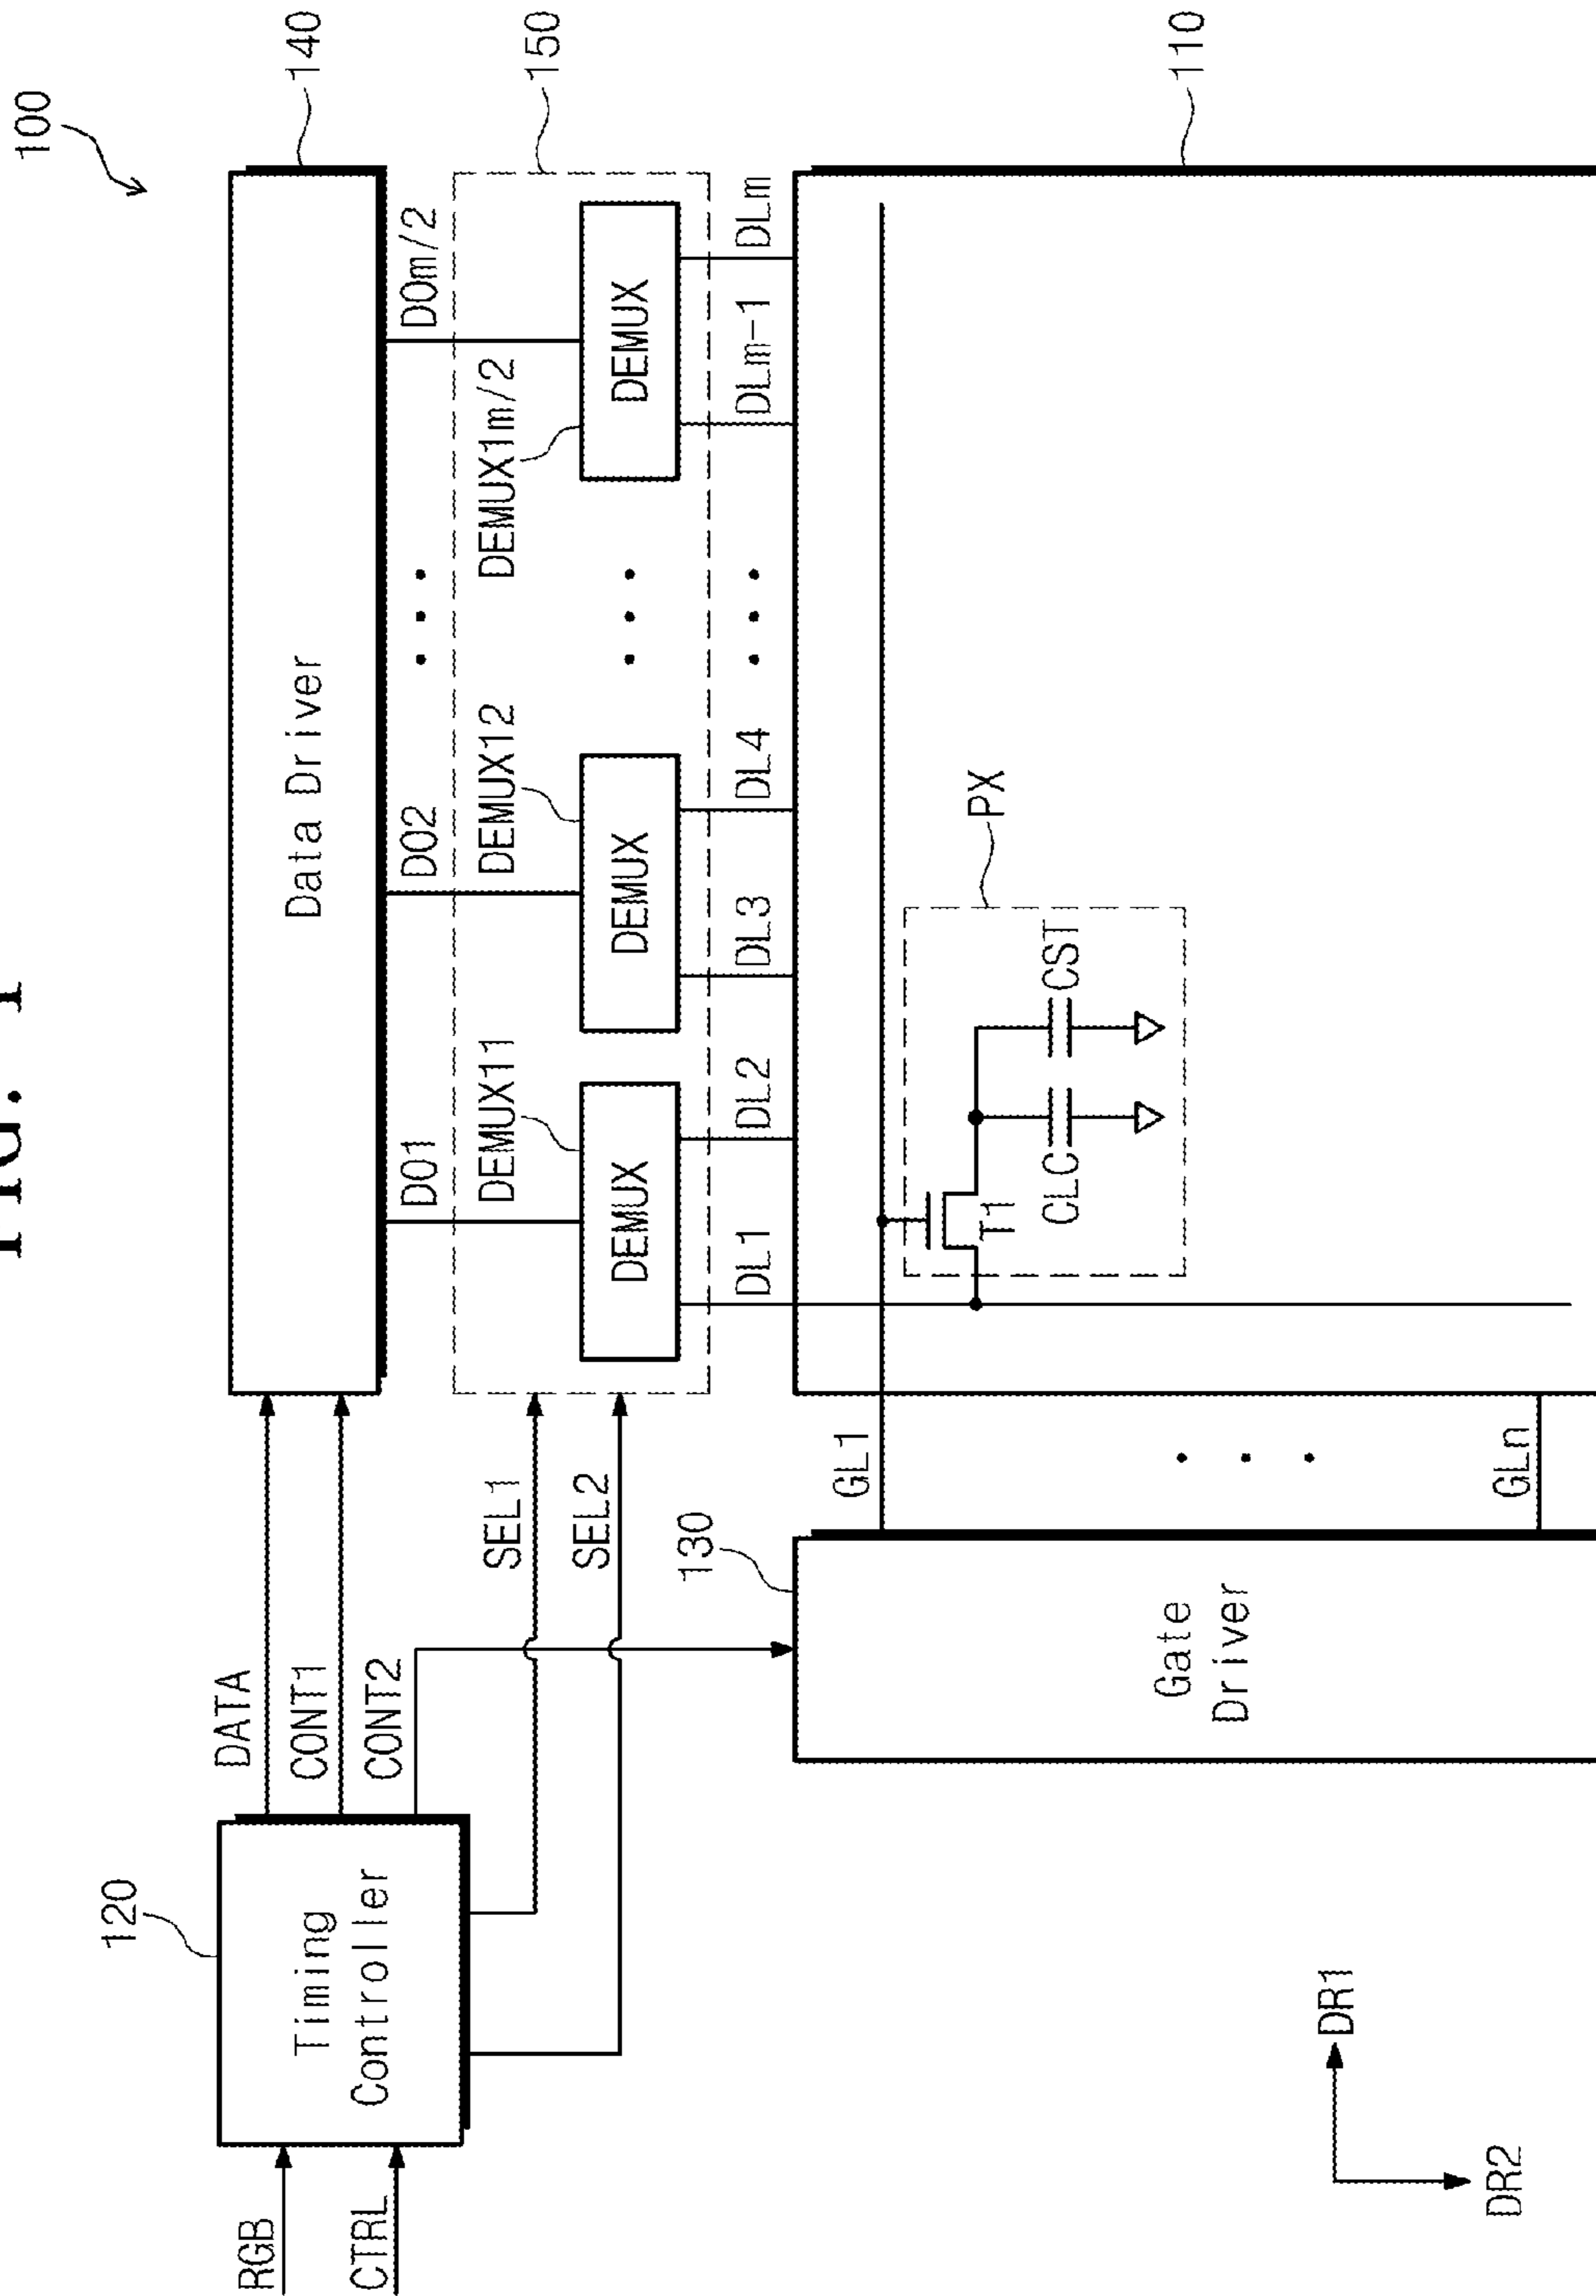 FIG. 1
100
RGB
CTRL
120
Timing
Controller
DATA
CONT1
CONT2
SEL1
SEL2
Data Driver
140
DO1
DO2
• • •
DOm/2
150
DEMUX11
DEMUX12
DEMUX1m/2
DEMUX
DEMUX
• • •
DEMUX
DL1
DL2
DL3
DL4
• • •
DLm-1
DLm
130
Gate
Driver
GL1
• • •
GLn
110
PX
T1
CLC
CST
DR1
DR2